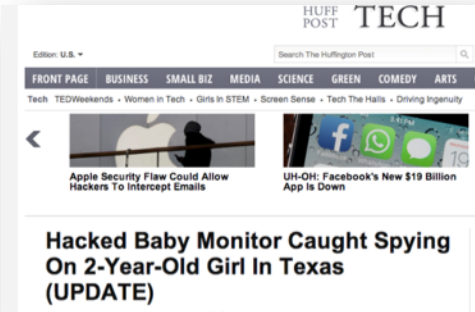 HUFF
POST TECH
Edition: U.S.
Search The Huffington Post
FRONT PAGE BUSINESS SMALL BIZ MEDIA SCIENCE GREEN COMEDY ARTS
Tech TEDWeekends • Women in Tech • Girls In STEM • Screen Sense • Tech The Halls • Driving Ingenuity
Apple Security Flaw Could Allow
Hackers To Intercept Emails
UH-OH: Facebook's New $19 Billion
App Is Down
Hacked Baby Monitor Caught Spying
On 2-Year-Old Girl In Texas
(UPDATE)